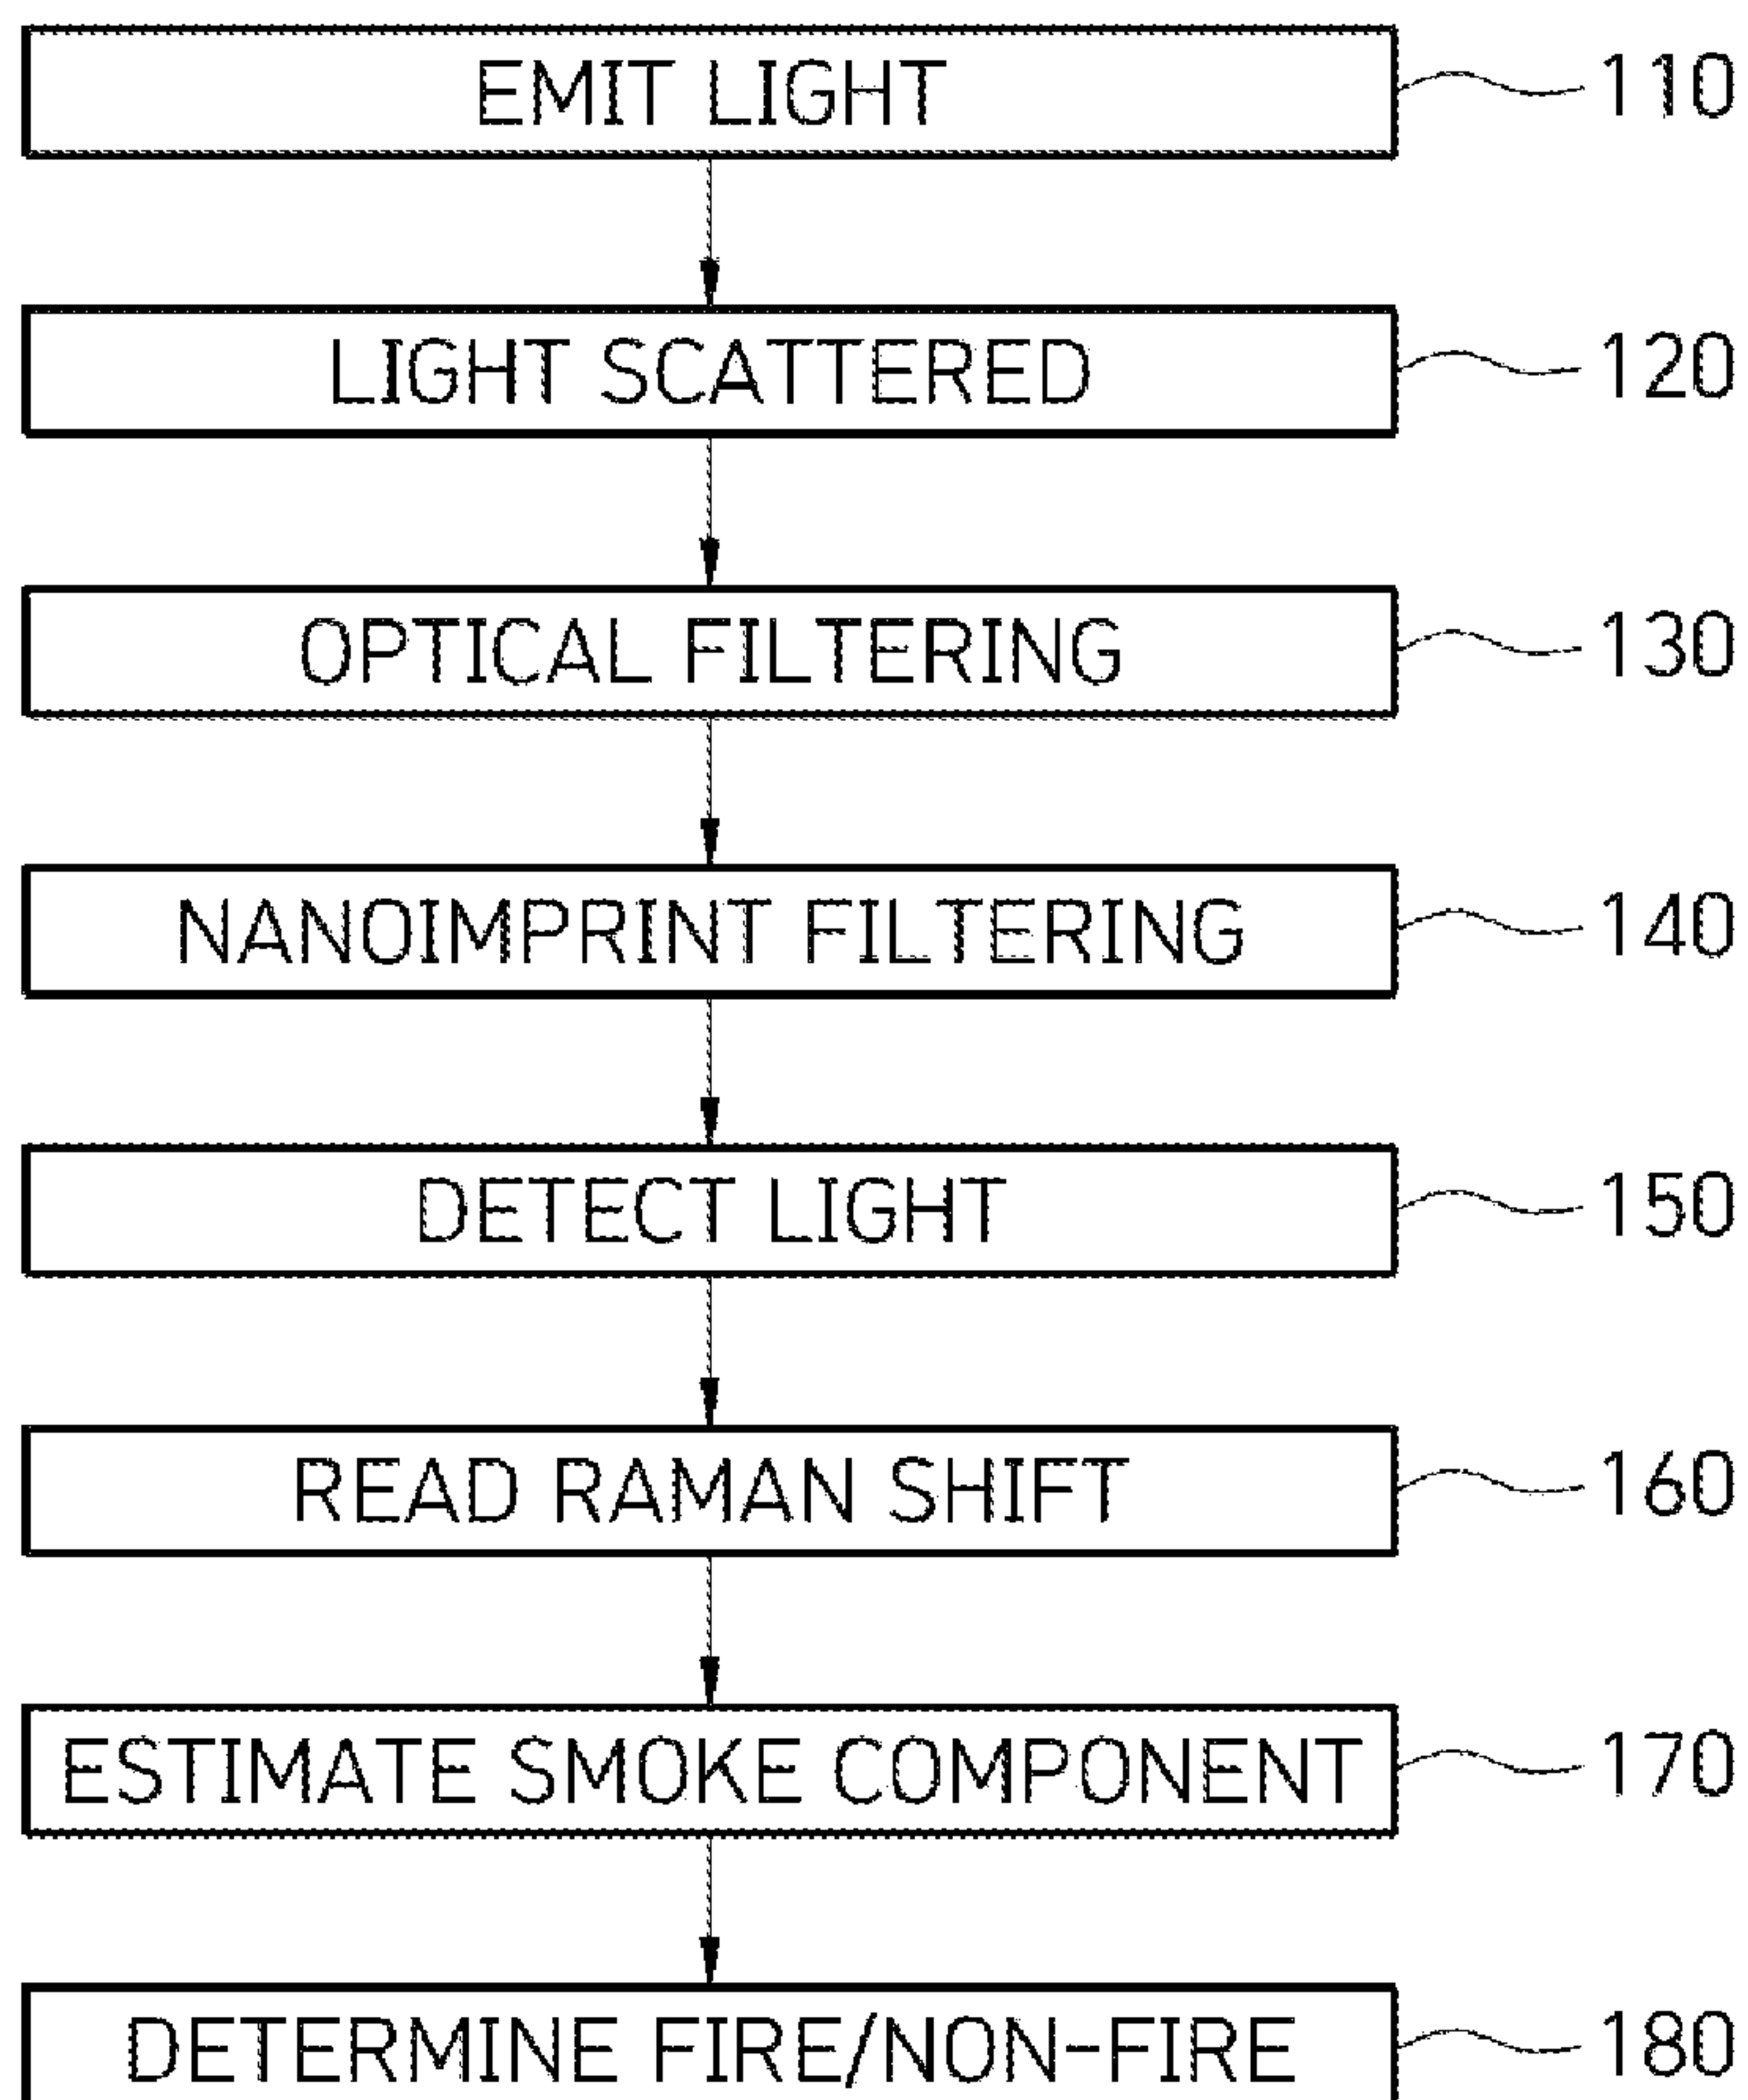 EMIT LIGHT 110
LIGHT SCATTERED 120
OPTICAL FILTERING 130
NANOIMPRINT FILTERING 140
DETECT LIGHT 150
READ RAMAN SHIFT 160
ESTIMATE SMOKE COMPONENT 170
DETERMINE FIRE/NON-FIRE 180